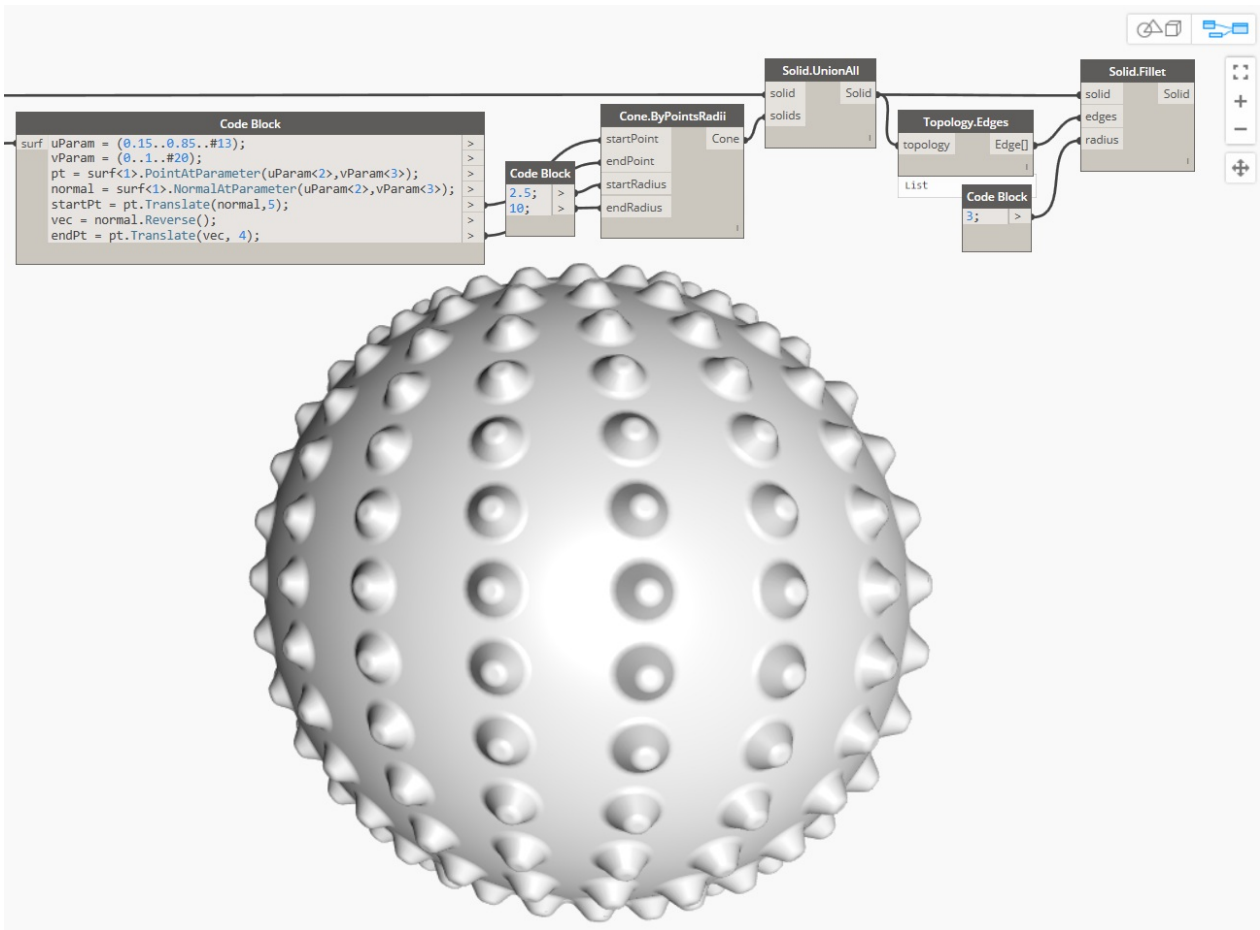 Code Block
surf
uParam = (0.15..0.85..#13);
vParam = (0..1..#20);
pt = surf<1>.PointAtParameter(uParam<2>,vParam<3>);
normal = surf<1>.NormalAtParameter(uParam<2>,vParam<3>);
startPt = pt.Translate(normal,5);
vec = normal.Reverse();
endPt = pt.Translate(vec, 4);
>
>
>
>
>
>
>
Code Block
2.5; >
10; >
Cone.ByPointsRadii
startPoint Cone
endPoint
startRadius
endRadius
Solid.UnionAll
solid Solid
solids
Topology.Edges
topology Edge[]
List
Code Block
3; >
Solid.Fillet
solid Solid
edges
radius